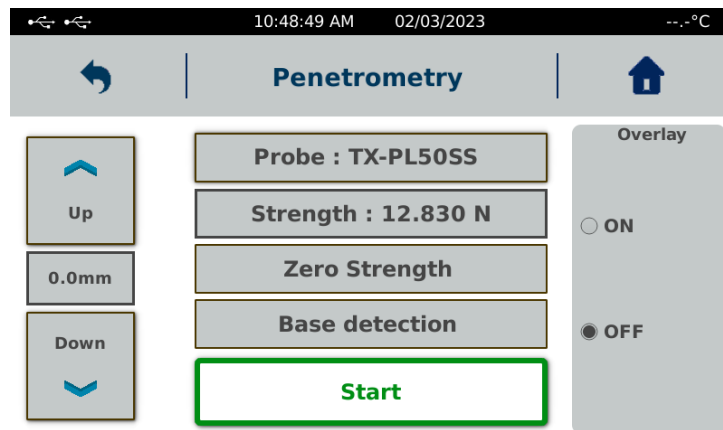 10:48:49 AM 02/03/2023 --.-°C
Penetrometry
Up
0.0mm
Down
Probe : TX-PL50SS
Strength : 12.830 N
Zero Strength
Base detection
Start
Overlay
ON
OFF